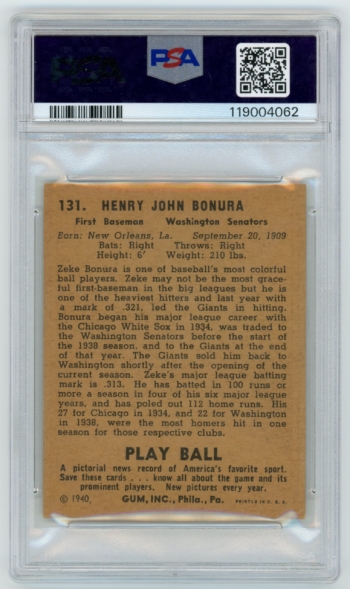 PSA
119004062
131. HENRY JOHN BONURA
First Baseman Washington Senators
Born: New Orleans, La. September 20, 1909
Bats: Right Throws: Right
Height: 6' Weight: 210 lbs.
Zeke Bonura is one of baseball's most color-
ful players. Zeke may not be the most grace-
ful first-baseman in the big leagues but he is
one of the heaviest hitters and last year with
a mark of .321, led the Giants in hitting.
Bonura began his major league career with
the Chicago White Sox in 1934, was traded to
the Washington Senators before the start of
the 1938 season, and to the Giants at the end
of that year. The Giants sold him back to
Washington shortly after the opening of the
current season. Zeke's major league batting
mark is .313. He has batted in 100 runs or
more a season in four of his six major league
years, and has poled out 112 home runs. His
27 for Chicago in 1934, and 22 for Washington
in 1938, were the most homers hit in one
season for those respective clubs.
PLAY BALL
A pictorial news record of America's favorite sport.
Save these cards . . . know all about the game and its
prominent players. New pictures every year.
© 1940, GUM, INC., Phila., Pa. PRINTED IN U. S. A.